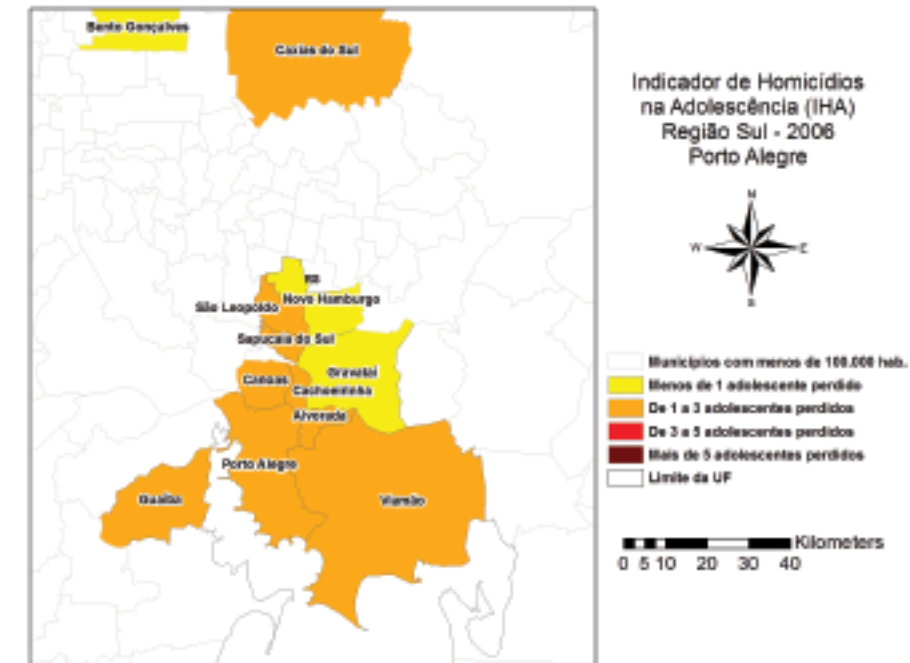 Bento Gonçalves
Caxias do Sul
Indicador de Homicídios
na Adolescência (IHA)
Região Sul - 2006
Porto Alegre
N
W
E
S
RS
Novo Hamburgo
São Leopoldo
Sapucaia do Sul
Gravataí
Canoas
Cachoeirinha
Alvorada
Porto Alegre
Guaíba
Viamão
Municípios com menos de 100.000 hab.
Menos de 1 adolescente perdido
De 1 a 3 adolescentes perdidos
De 3 a 5 adolescentes perdidos
Mais de 5 adolescentes perdidos
Limite da UF
Kilometers
0 5 10 20 30 40